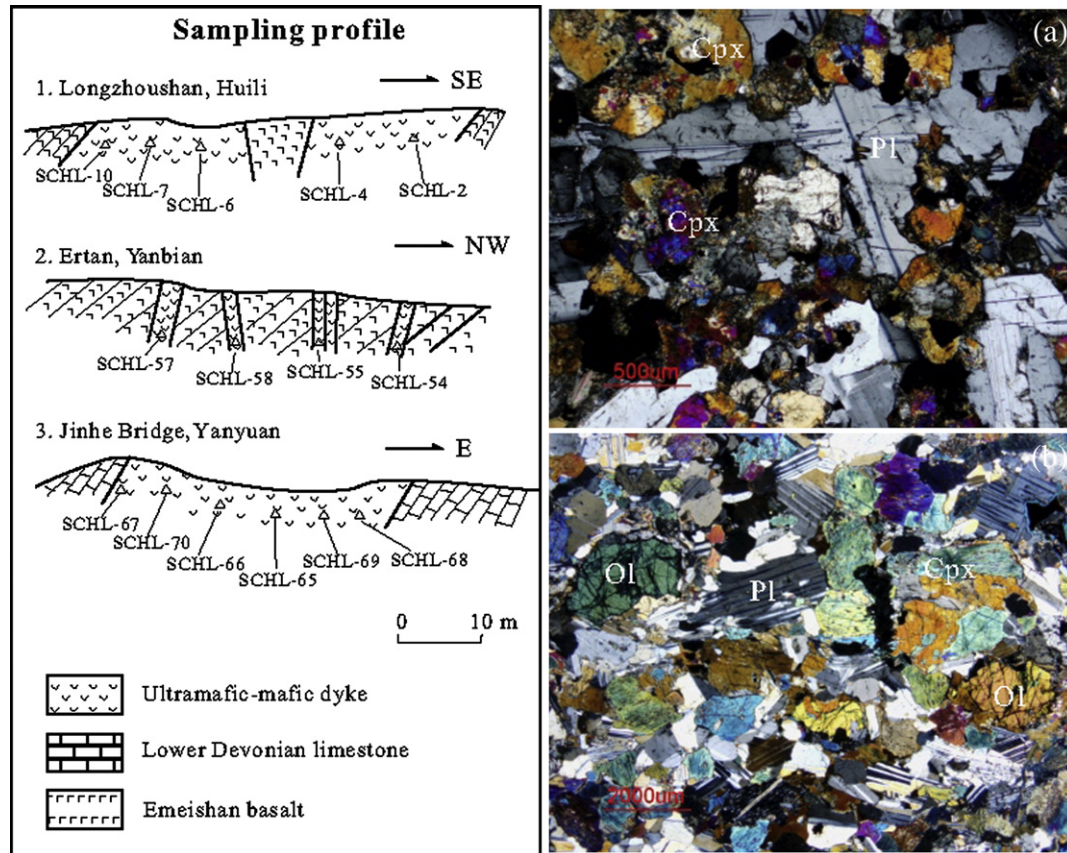 Sampling profile
1. Longzhoushan, Huili
SE
SCHL-10
SCHL-7
SCHL-6
SCHL-4
SCHL-2
2. Ertan, Yanbian
NW
SCHL-57
SCHL-58
SCHL-55
SCHL-54
3. Jinhe Bridge, Yanyuan
E
SCHL-67
SCHL-70
SCHL-66
SCHL-65
SCHL-69
SCHL-68
0 10 m
Ultramafic-mafic dyke
Lower Devonian limestone
Emeishan basalt
(a)
Cpx
Pl
Cpx
500um
(b)
Ol
Pl
Cpx
Ol
2000um